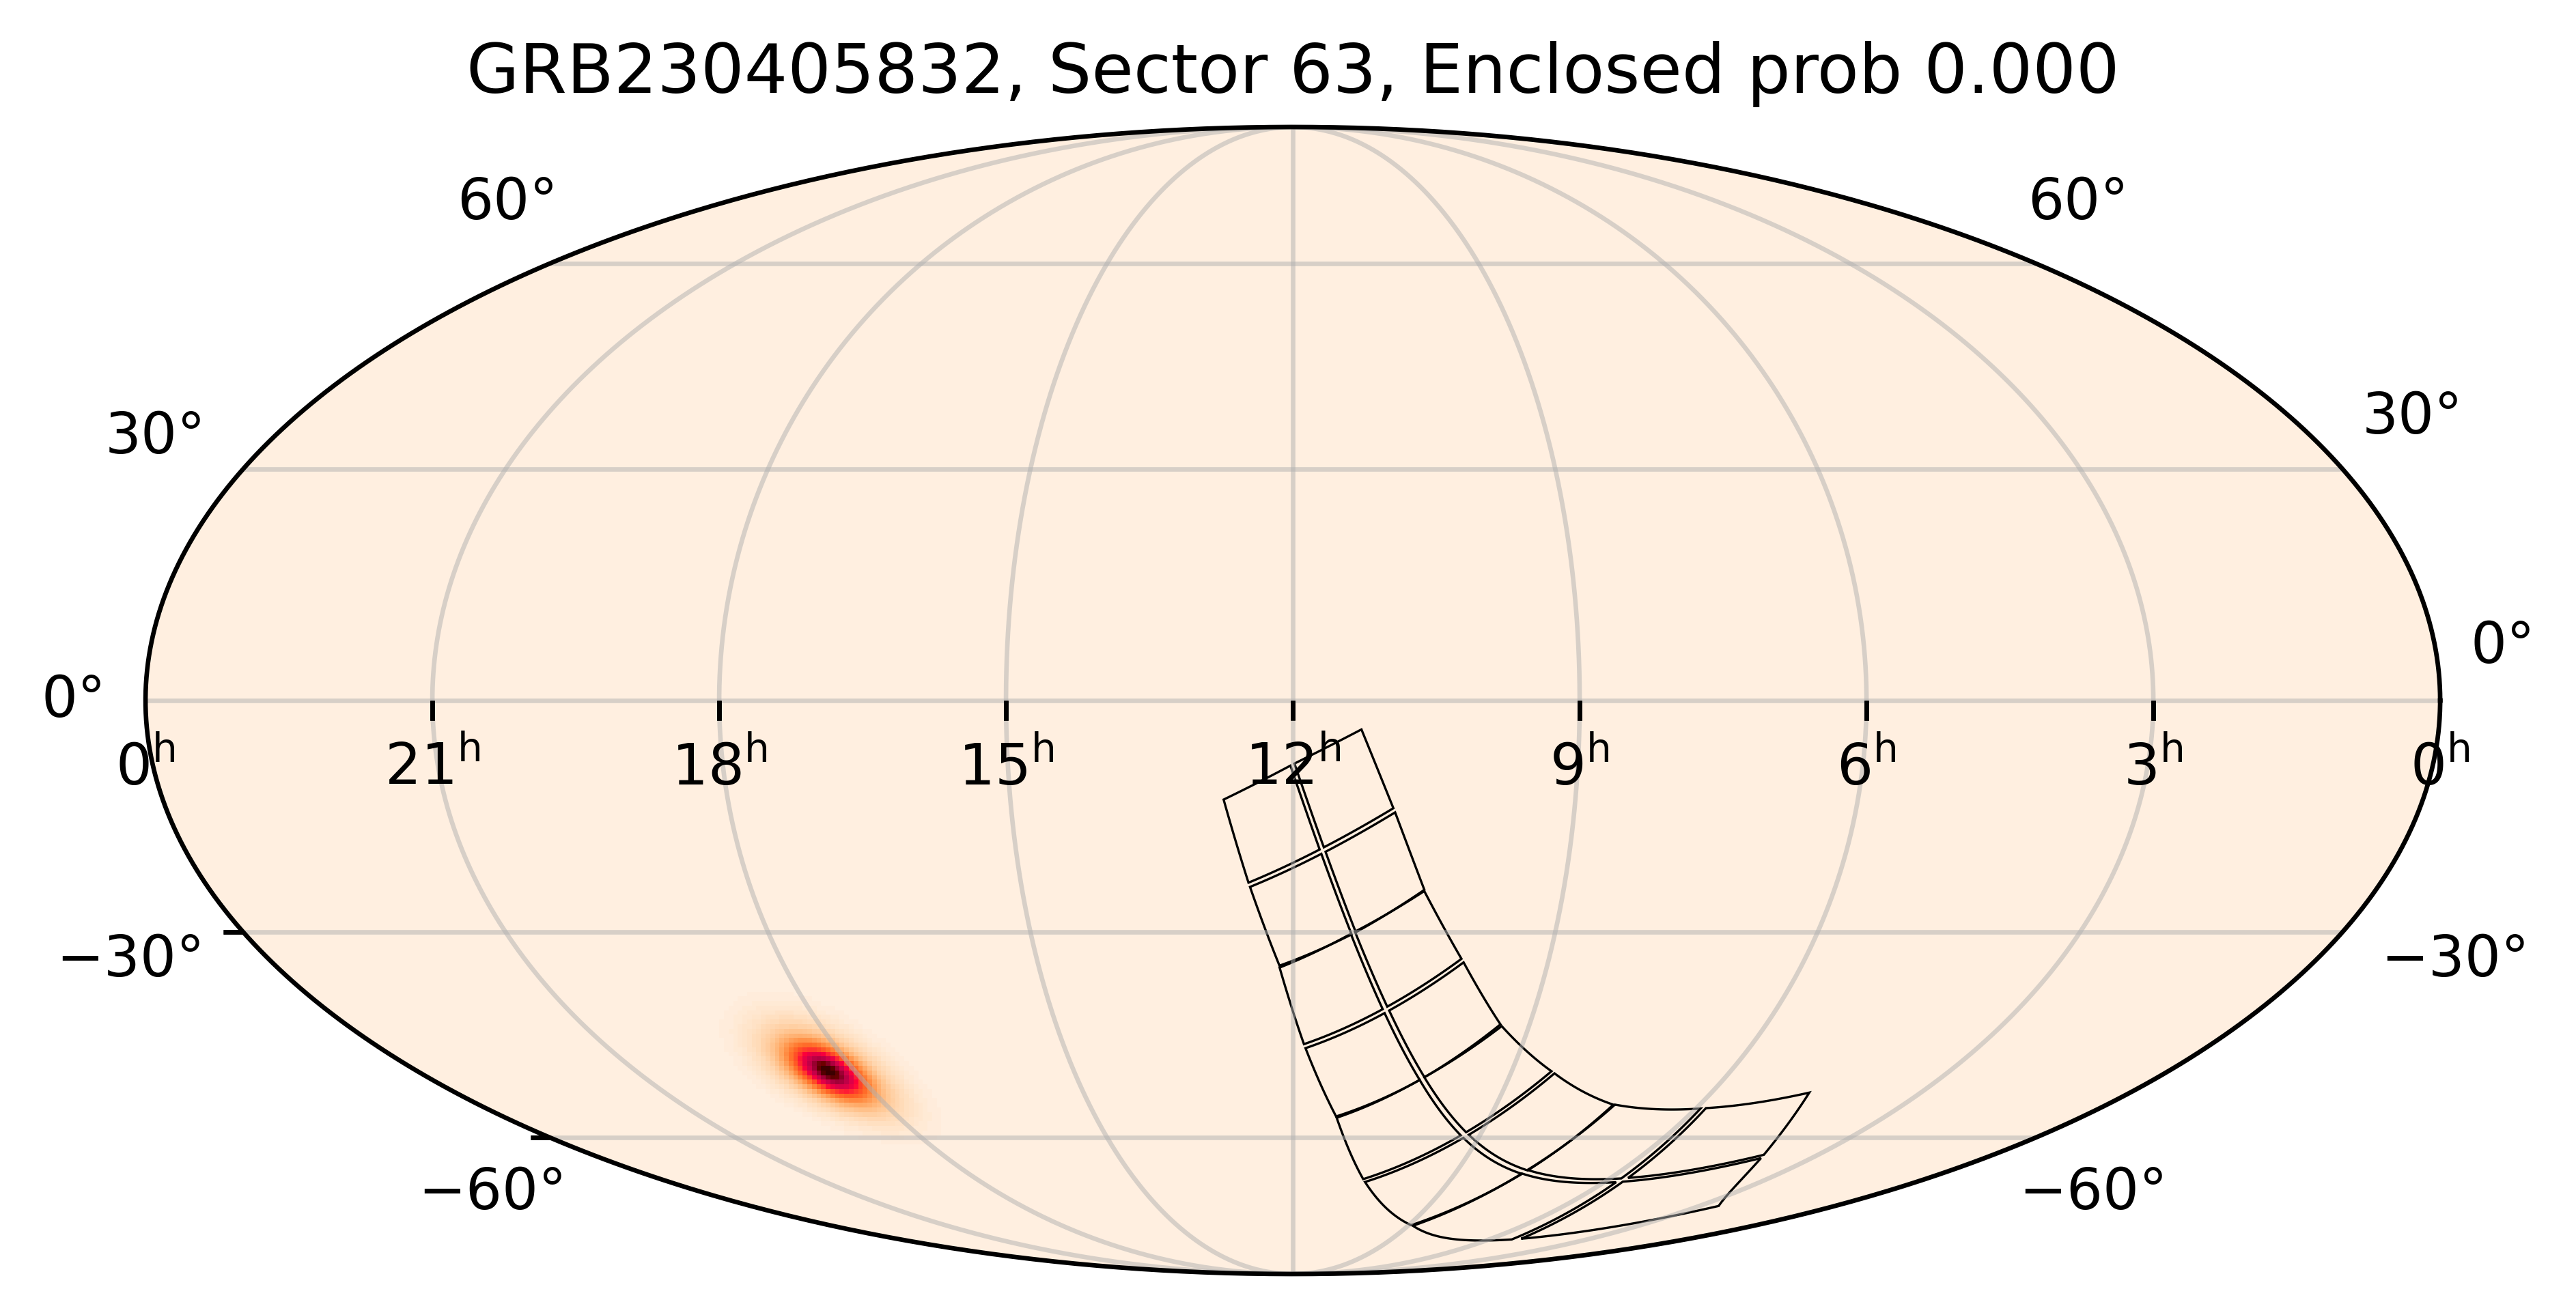 GRB230405832, Sector 63, Enclosed prob 0.000
60° 60°
30° 30°
0° 0°
0ʰ 21ʰ 18ʰ 15ʰ 12ʰ 9ʰ 6ʰ 3ʰ 0ʰ
−30° −30°
−60° −60°